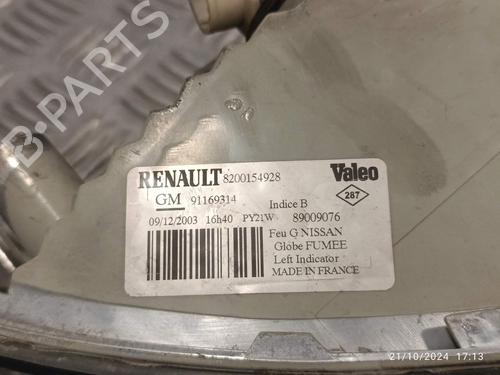 B-PARTS
RENAULT 8200154928 Valeo
GM 91169314 Indice B 287
09/12/2003 16h40 PY21W 89009076
Feu G NISSAN
Globe FUMEE
Left Indicator
MADE IN FRANCE
21/10/2024 17:13